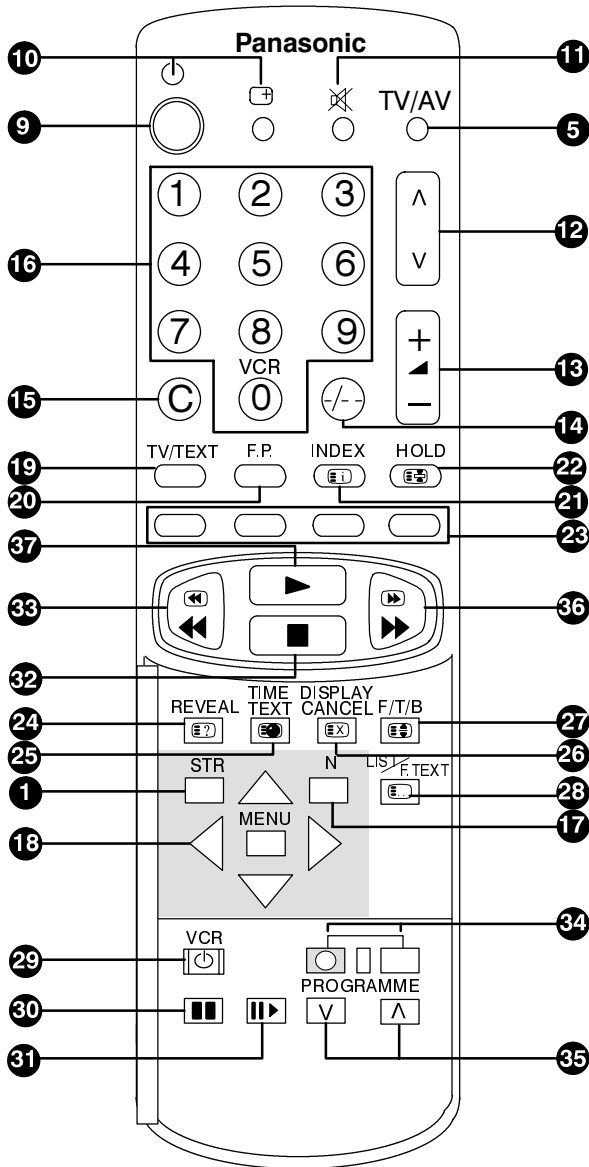 Panasonic
10
11
TV/AV
9
5
1 2 3
12
16
4 5 6
7 8 9
13
VCR
15
C 0 -/--
14
TV/TEXT F.P. INDEX HOLD
19
22
20
21
23
37
33
36
32
REVEAL TIME TEXT DISPLAY CANCEL F/T/B
24
27
25
26
STR N LIST/F.TEXT
1
28
MENU
17
18
34
VCR
29
PROGRAMME
30
31
35